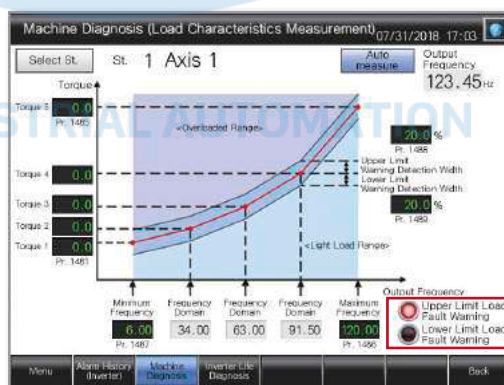 Machine Diagnosis (Load Characteristics Measurement)
07/31/2018 17:03
Select St.
St. 1 Axis 1
Auto measure
Output Frequency
123.45 Hz
Torque
Torque 5
0.0
Pr. 1485
<Overloaded Range>
STRIAL AUTOMATION
20.0 %
Pr. 1488
Upper Limit
Warning Detection Width
Lower Limit
Warning Detection Width
20.0 %
Pr. 1489
Torque 4
0.0
Torque 3
0.0
Torque 2
0.0
Torque 1
0.0
Pr. 1481
<Light Load Range>
Output Frequency
Minimum Frequency
Frequency Domain
Frequency Domain
Frequency Domain
Maximum Frequency
6.00
34.00
63.00
91.50
120.00
Pr. 1487
Pr. 1486
Upper Limit Load
Fault Warning
Lower Limit Load
Fault Warning
Menu
Alarm History (Inverter)
Machine Diagnosis
Inverter Life Diagnosis
Back